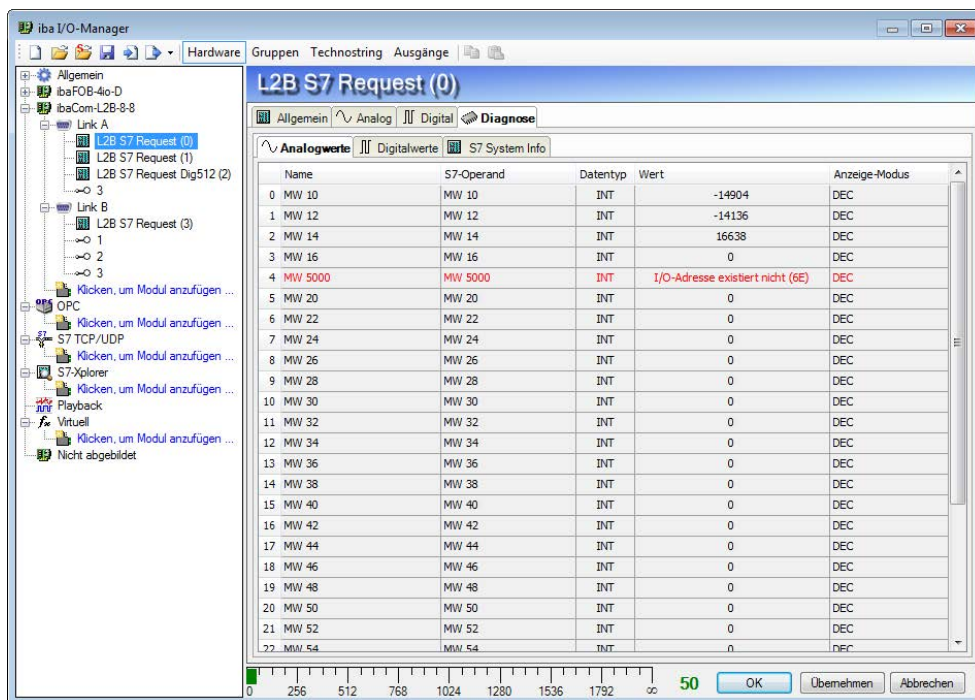 iba I/O-Manager
Hardware Gruppen Technostring Ausgänge
Allgemein
ibaFOB-4io-D
ibaCom-L2B-8-8
Link A
L2B S7 Request (0)
L2B S7 Request (1)
L2B S7 Request Dig512 (2)
3
Link B
L2B S7 Request (3)
1
2
3
Klicken, um Modul anzufügen ...
OPC
Klicken, um Modul anzufügen ...
S7 TCP/UDP
Klicken, um Modul anzufügen ...
S7-Xplorer
Klicken, um Modul anzufügen ...
Playback
Virtuell
Klicken, um Modul anzufügen ...
Nicht abgebildet
L2B S7 Request (0)
Allgemein Analog Digital Diagnose
Analogwerte Digitalwerte S7 System Info
Name S7-Operand Datentyp Wert Anzeige-Modus
0 MW 10 MW 10 INT -14904 DEC
1 MW 12 MW 12 INT -14136 DEC
2 MW 14 MW 14 INT 16638 DEC
3 MW 16 MW 16 INT 0 DEC
4 MW 5000 MW 5000 INT I/O-Adresse existiert nicht (6E) DEC
5 MW 20 MW 20 INT 0 DEC
6 MW 22 MW 22 INT 0 DEC
7 MW 24 MW 24 INT 0 DEC
8 MW 26 MW 26 INT 0 DEC
9 MW 28 MW 28 INT 0 DEC
10 MW 30 MW 30 INT 0 DEC
11 MW 32 MW 32 INT 0 DEC
12 MW 34 MW 34 INT 0 DEC
13 MW 36 MW 36 INT 0 DEC
14 MW 38 MW 38 INT 0 DEC
15 MW 40 MW 40 INT 0 DEC
16 MW 42 MW 42 INT 0 DEC
17 MW 44 MW 44 INT 0 DEC
18 MW 46 MW 46 INT 0 DEC
19 MW 48 MW 48 INT 0 DEC
20 MW 50 MW 50 INT 0 DEC
21 MW 52 MW 52 INT 0 DEC
22 MW 54 MW 54 INT 0 DEC
0 256 512 768 1024 1280 1536 1792 ∞ 50 OK Übernehmen Abbrechen